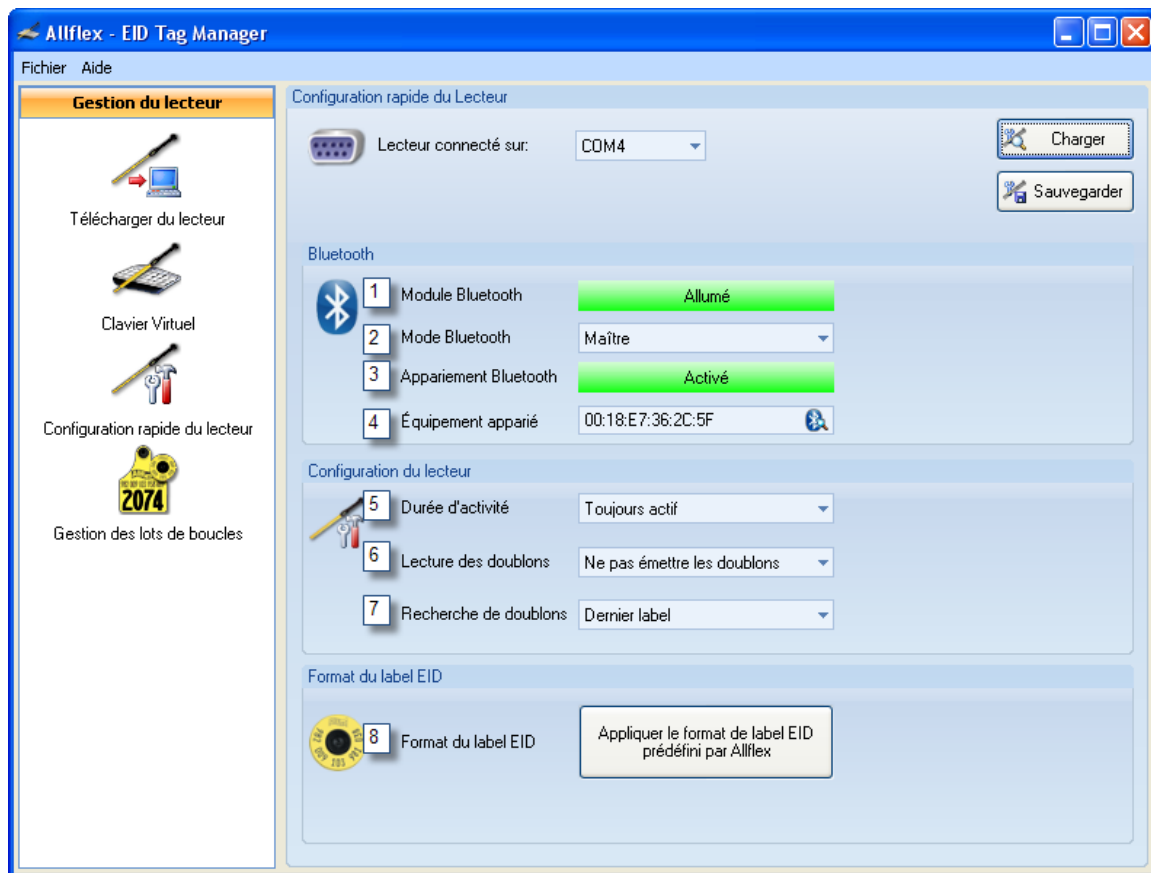 Allflex - EID Tag Manager
Fichier Aide
Gestion du lecteur
Télécharger du lecteur
Clavier Virtuel
Configuration rapide du lecteur
2074
Gestion des lots de boucles
Configuration rapide du Lecteur
Lecteur connecté sur: COM4
Charger
Sauvegarder
Bluetooth
1 Module Bluetooth Allumé
2 Mode Bluetooth Maître
3 Appariement Bluetooth Activé
4 Équipement apparié 00:18:E7:36:2C:5F
Configuration du lecteur
5 Durée d'activité Toujours actif
6 Lecture des doublons Ne pas émettre les doublons
7 Recherche de doublons Dernier label
Format du label EID
8 Format du label EID
Appliquer le format de label EID
prédéfini par Allflex